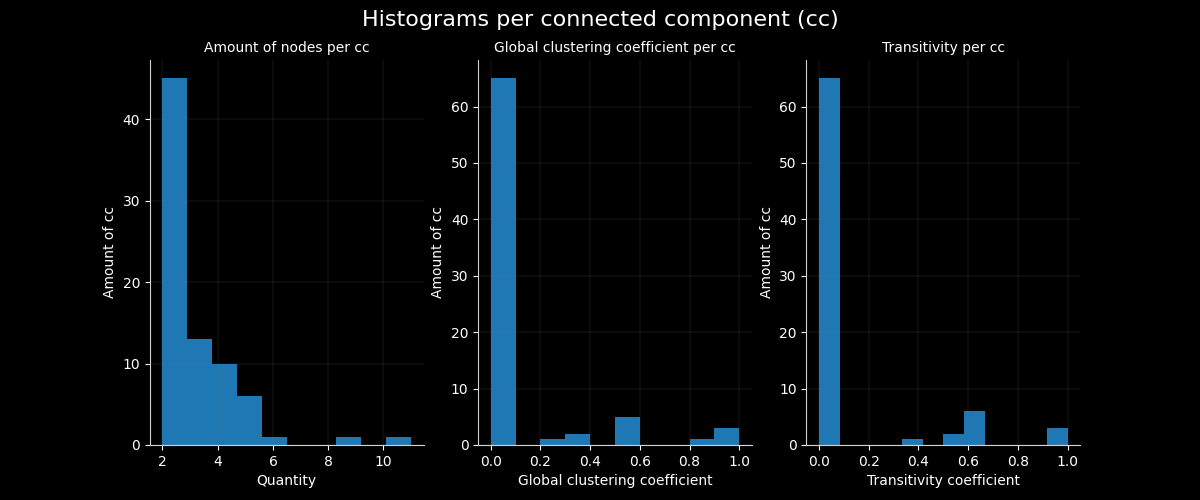 Histograms per connected component (cc)
Amount of nodes per cc
Global clustering coefficient per cc
Transitivity per cc
Amount of cc
40
30
20
10
0
2 4 6 8 10
Quantity
Amount of cc
60
50
40
30
20
10
0
0.0 0.2 0.4 0.6 0.8 1.0
Global clustering coefficient
Amount of cc
60
50
40
30
20
10
0
0.0 0.2 0.4 0.6 0.8 1.0
Transitivity coefficient